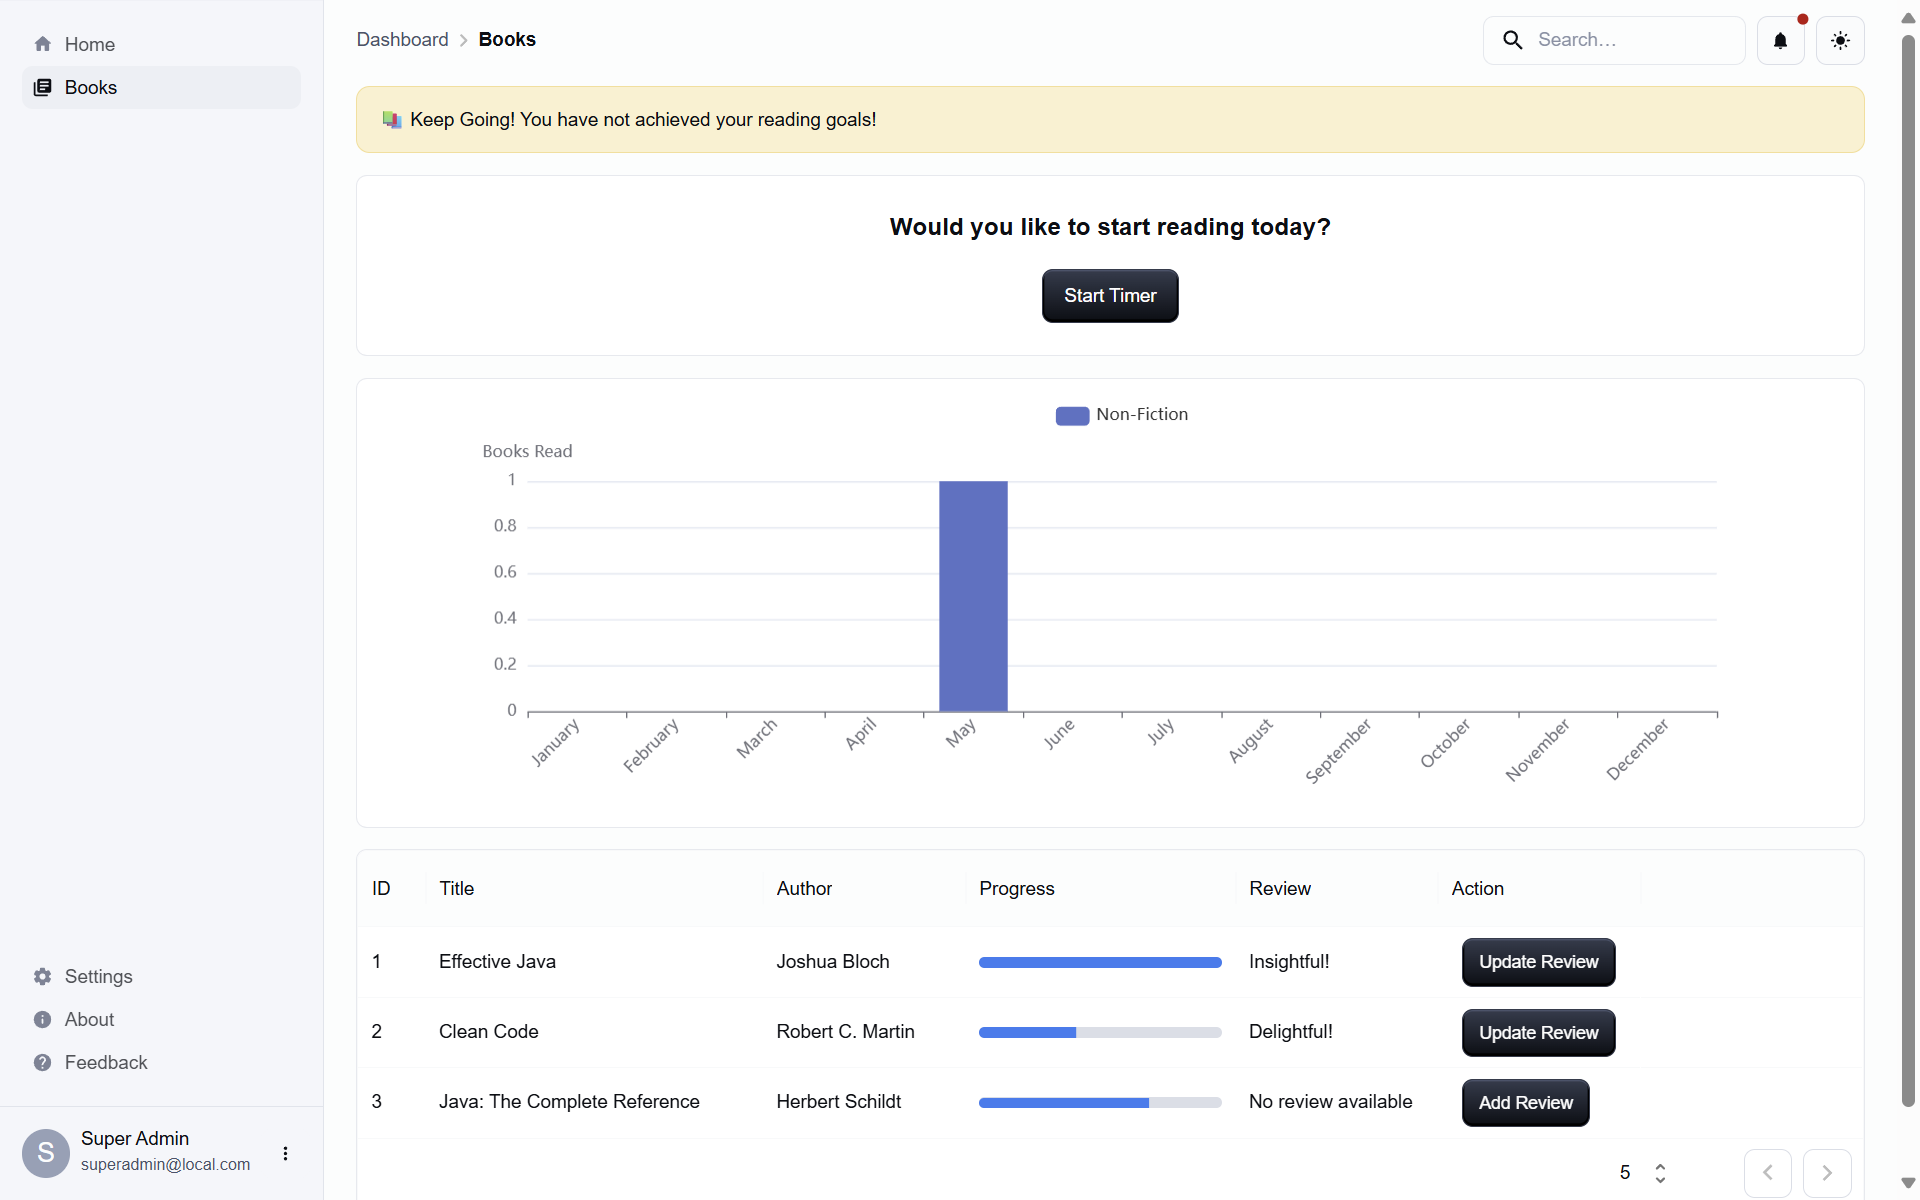 Home
Books
Settings
About
Feedback
S
Super Admin
superadmin@local.com
Dashboard
Books
Search…
Keep Going! You have not achieved your reading goals!
Would you like to start reading today?
Start Timer
Non-Fiction
Books Read
1
0.8
0.6
0.4
0.2
0
January
February
March
April
May
June
July
August
September
October
November
December
ID Title Author Progress Review Action
1 Effective Java Joshua Bloch Insightful! Update Review
2 Clean Code Robert C. Martin Delightful! Update Review
3 Java: The Complete Reference Herbert Schildt No review available Add Review
5